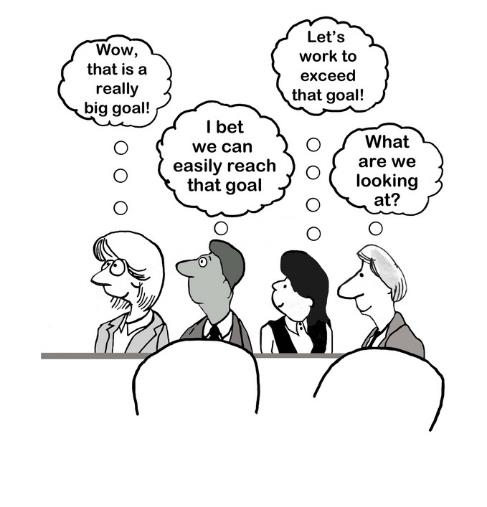 Wow,
that is a
really
big goal!
I bet
we can
easily reach
that goal
Let's
work to
exceed
that goal!
What
are we
looking
at?